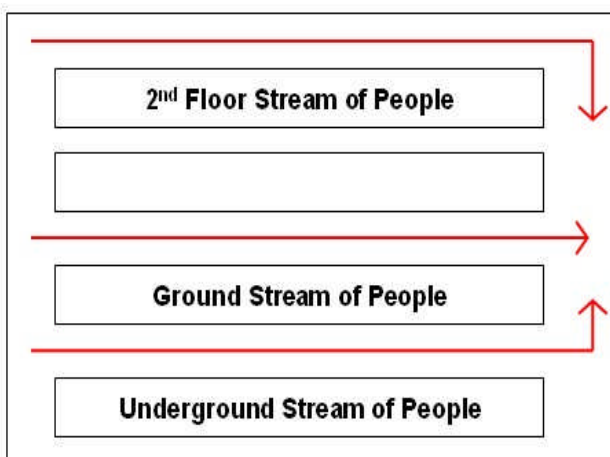 2nd Floor Stream of People
Ground Stream of People
Underground Stream of People